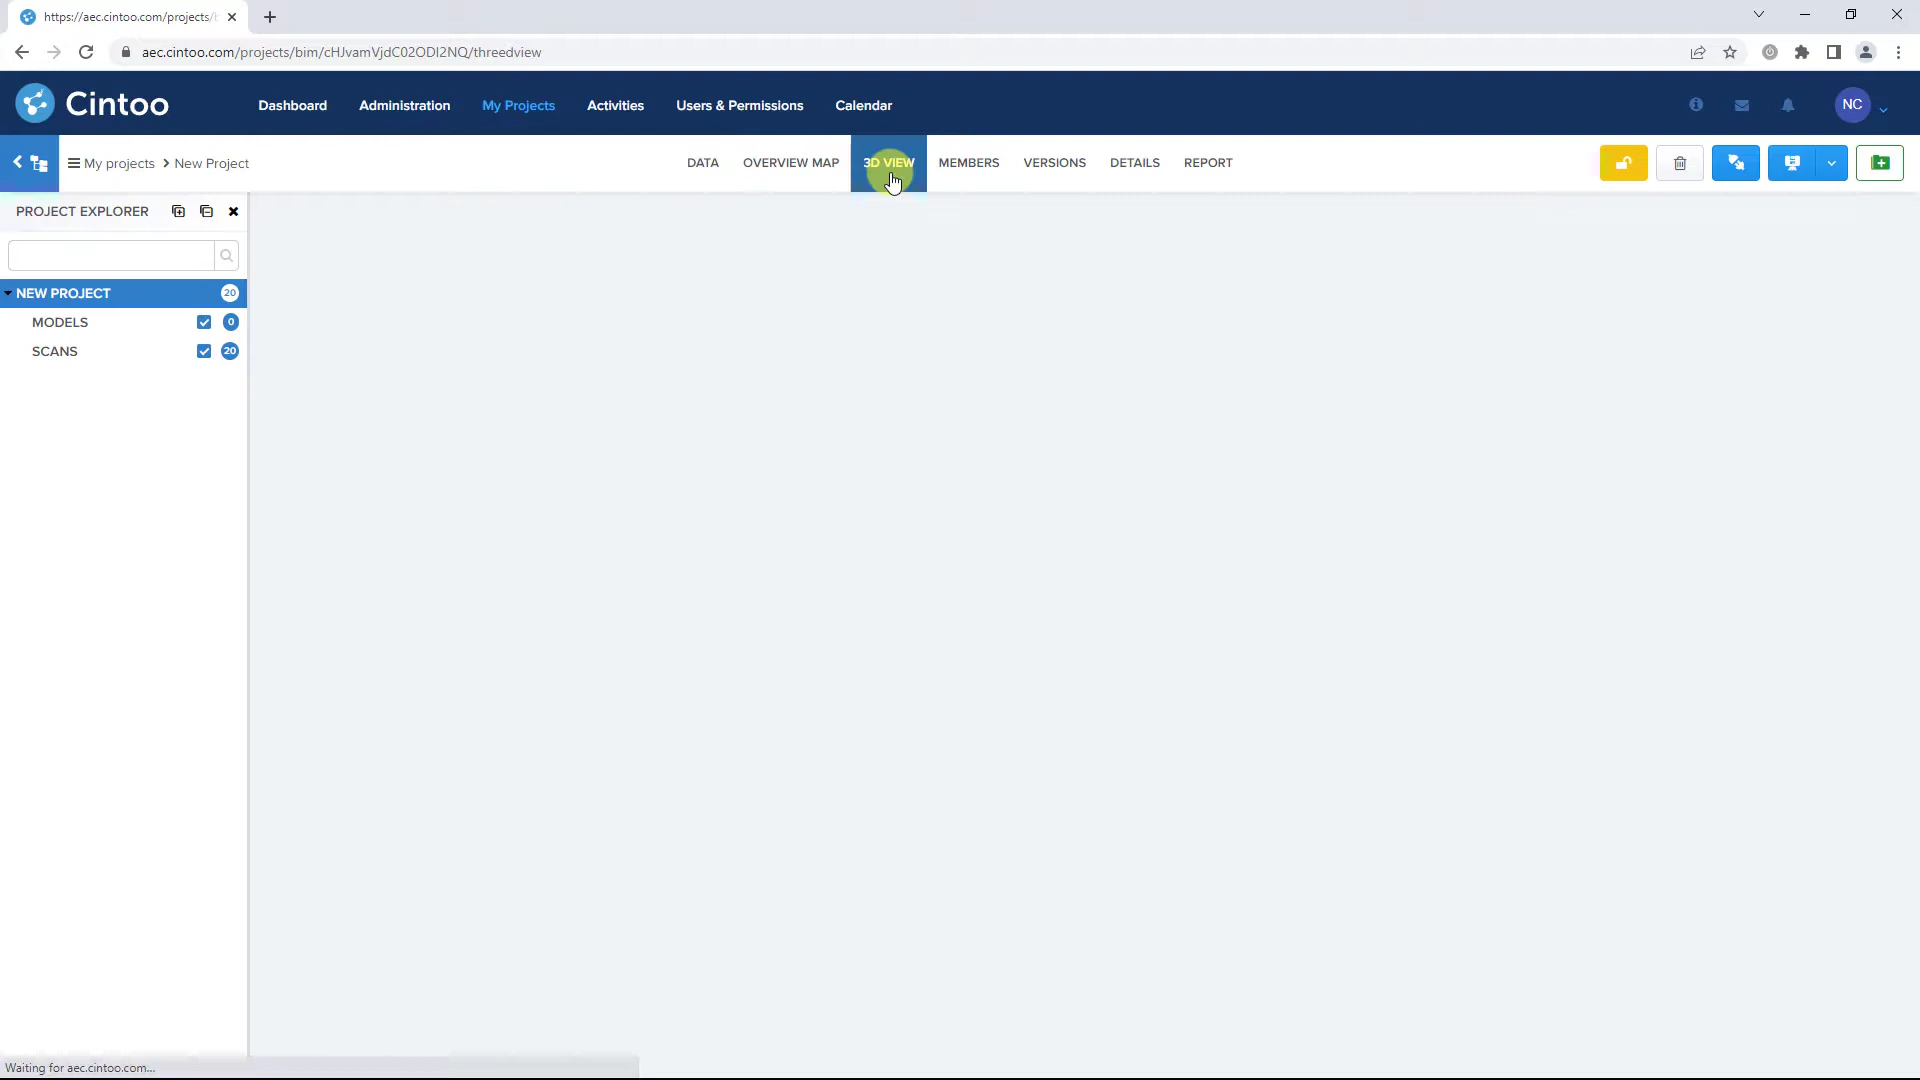 https://aec.cintoo.com/projects/b
aec.cintoo.com/projects/bim/cHJvamVjdC02ODI2NQ/threedview
Cintoo
Dashboard
Administration
My Projects
Activities
Users & Permissions
Calendar
NC
My projects
New Project
DATA
OVERVIEW MAP
3D VIEW
MEMBERS
VERSIONS
DETAILS
REPORT
PROJECT EXPLORER
NEW PROJECT 20
MODELS 0
SCANS 20
Waiting for aec.cintoo.com...